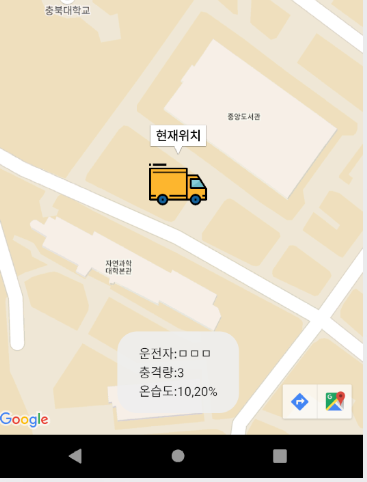 충북대학교
중앙도서관
현재위치
자연과학
대학본관
운전자:ㅁㅁㅁ
충격량:3
온습도:10,20%
Google